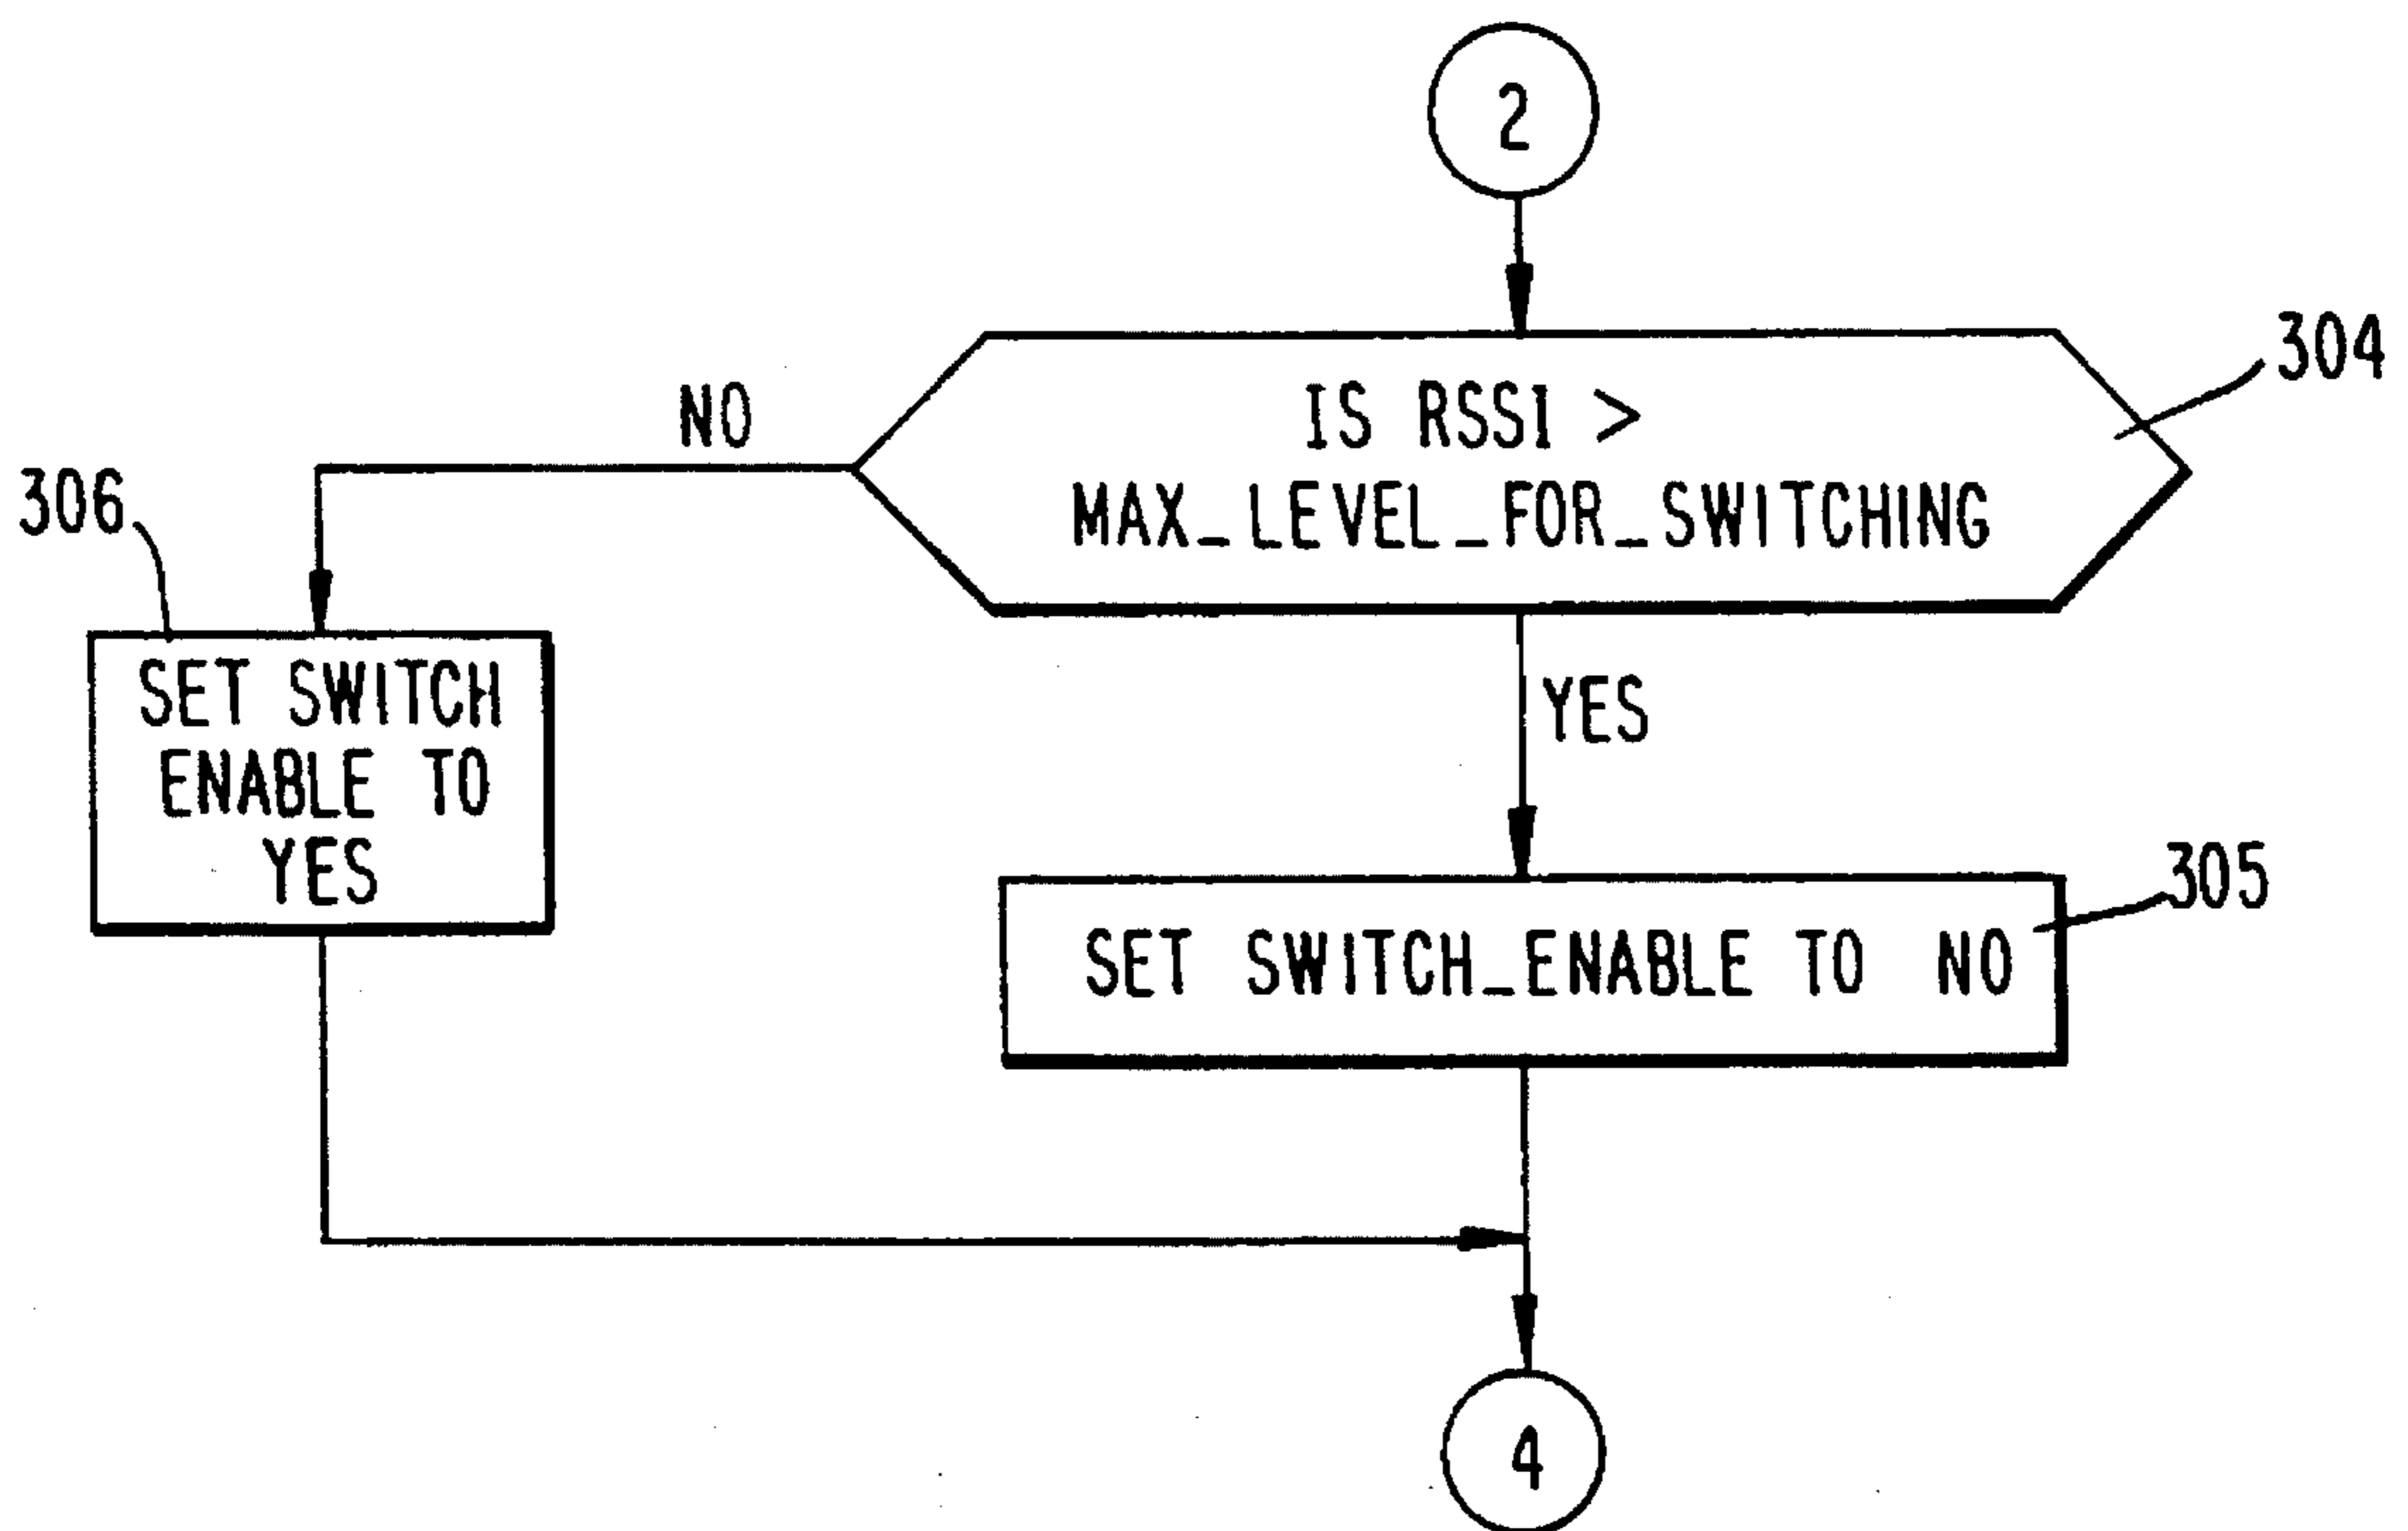 2
304
IS RSSI >
MAX_LEVEL_FOR_SWITCHING
NO
306
SET SWITCH
ENABLE TO
YES
YES
305
SET SWITCH_ENABLE TO NO
4